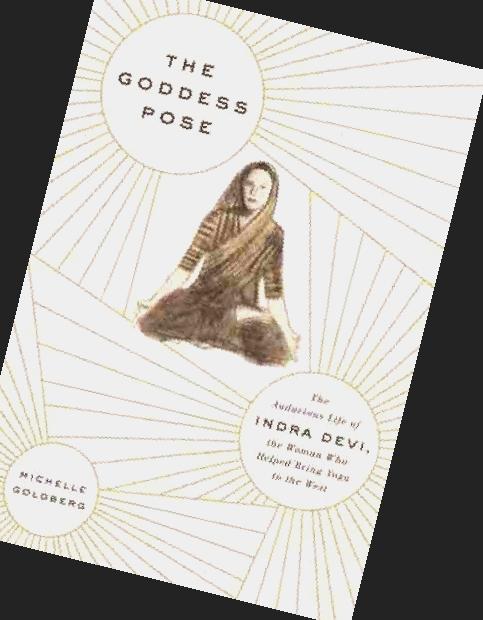 THE
GODDESS
POSE
The
Audacious Life of
INDRA DEVI,
the Woman Who
Helped Bring Yoga
to the West
MICHELLE
GOLDBERG